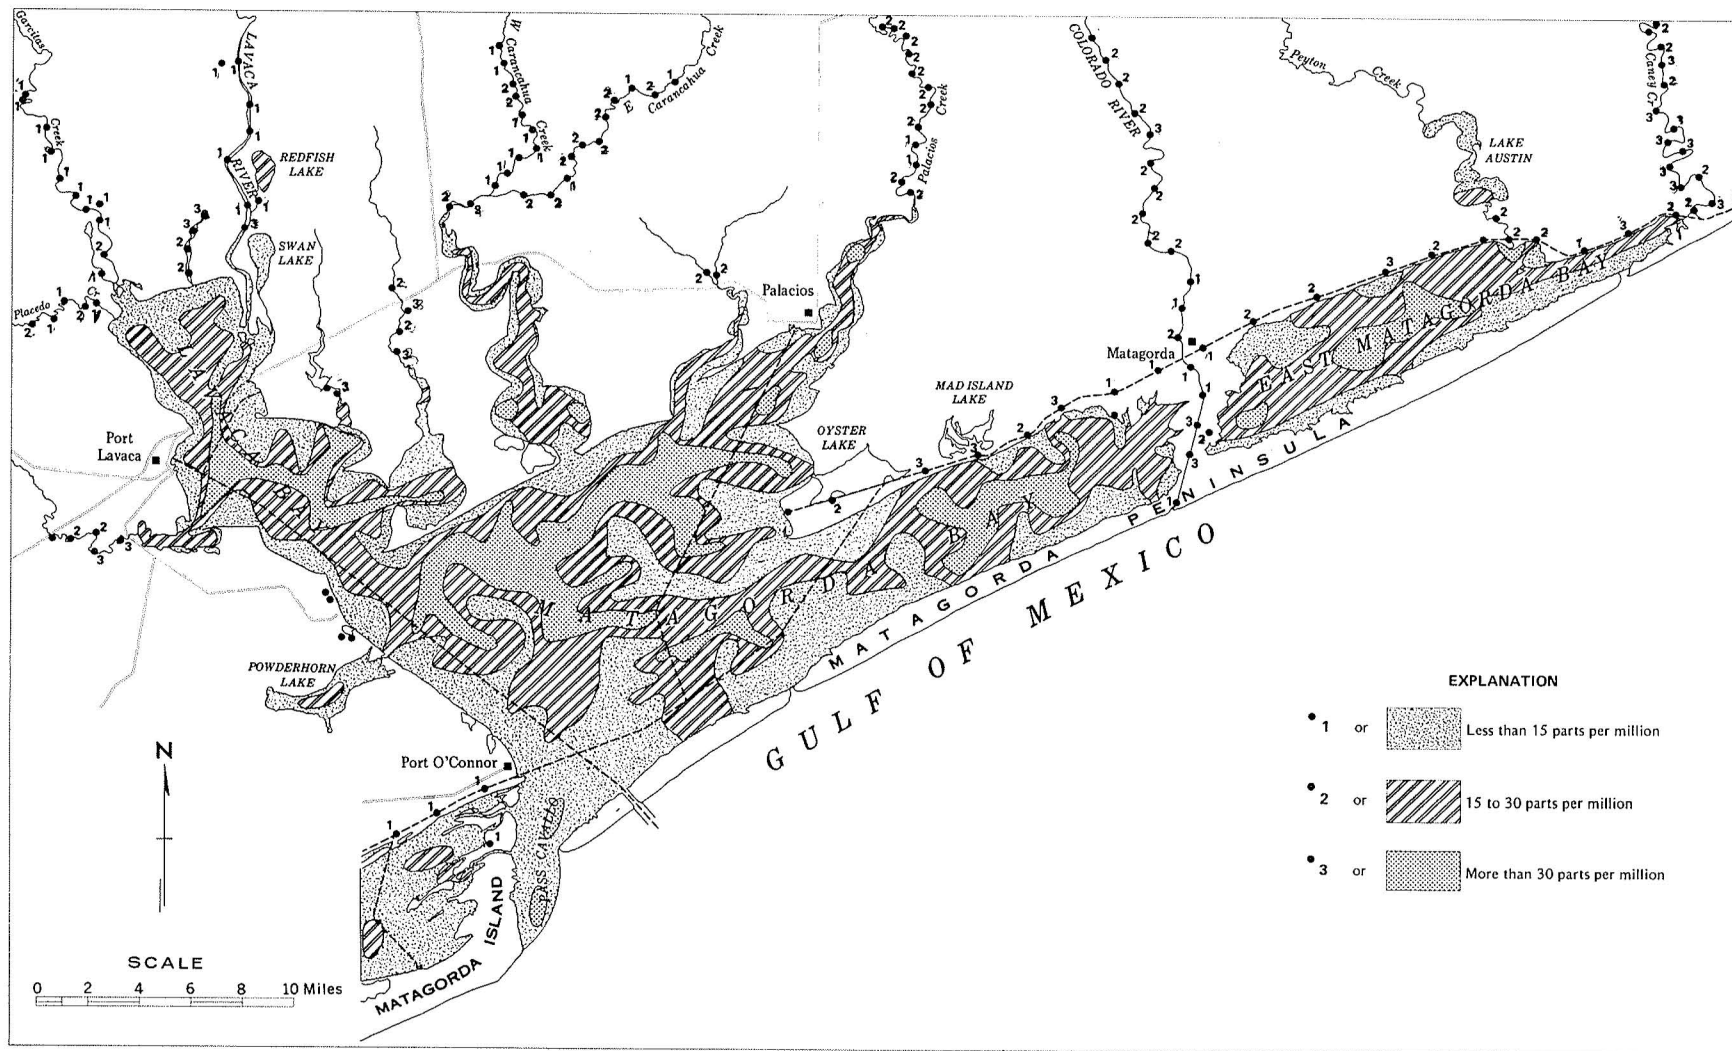 Garcitas
Creek
LAVACA
RIVER
REDFISH
LAKE
SWAN
LAKE
W
Carancahua
Creek
E
Carancahua
Creek
Palacios
Creek
COLORADO
RIVER
Peyton
Creek
LAKE
AUSTIN
Caney Cr
Placedo
Cr
Palacios
Matagorda
MAD ISLAND
LAKE
OYSTER
LAKE
EAST MATAGORDA BAY
Port
Lavaca
LAVACA
BAY
MATAGORDA BAY
MATAGORDA PENINSULA
GULF OF MEXICO
POWDERHORN
LAKE
Port O'Connor
PASS CAVALLO
MATAGORDA
ISLAND
N
SCALE
0 2 4 6 8 10 Miles
EXPLANATION
1 or Less than 15 parts per million
2 or 15 to 30 parts per million
3 or More than 30 parts per million